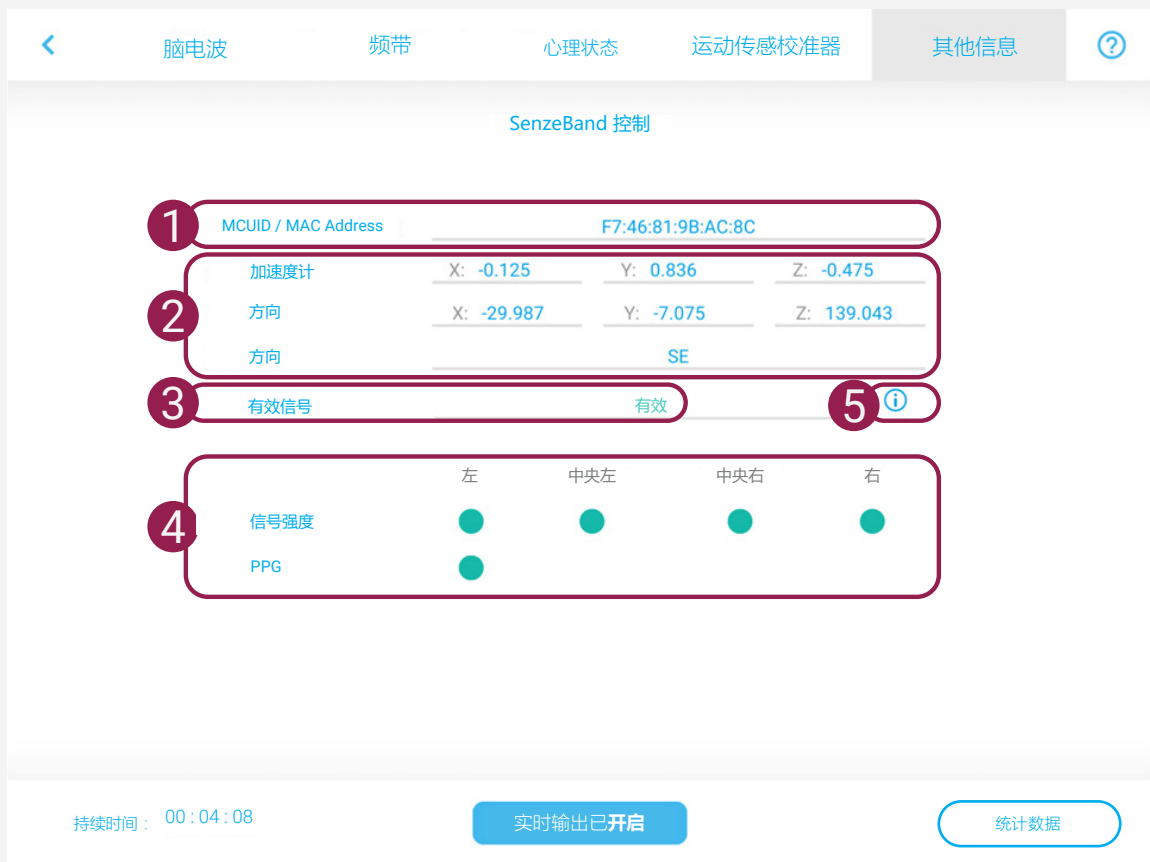 脑电波 频带 心理状态 运动传感校准器 其他信息 ?
SenzeBand 控制
1 MCUID / MAC Address F7:46:81:9B:AC:8C
加速度计 X: -0.125 Y: 0.836 Z: -0.475
2 方向 X: -29.987 Y: -7.075 Z: 139.043
方向 SE
3 有效信号 有效 5 i
左 中央左 中央右 右
4 信号强度
PPG
持续时间 : 00 : 04 : 08 实时输出已开启 统计数据